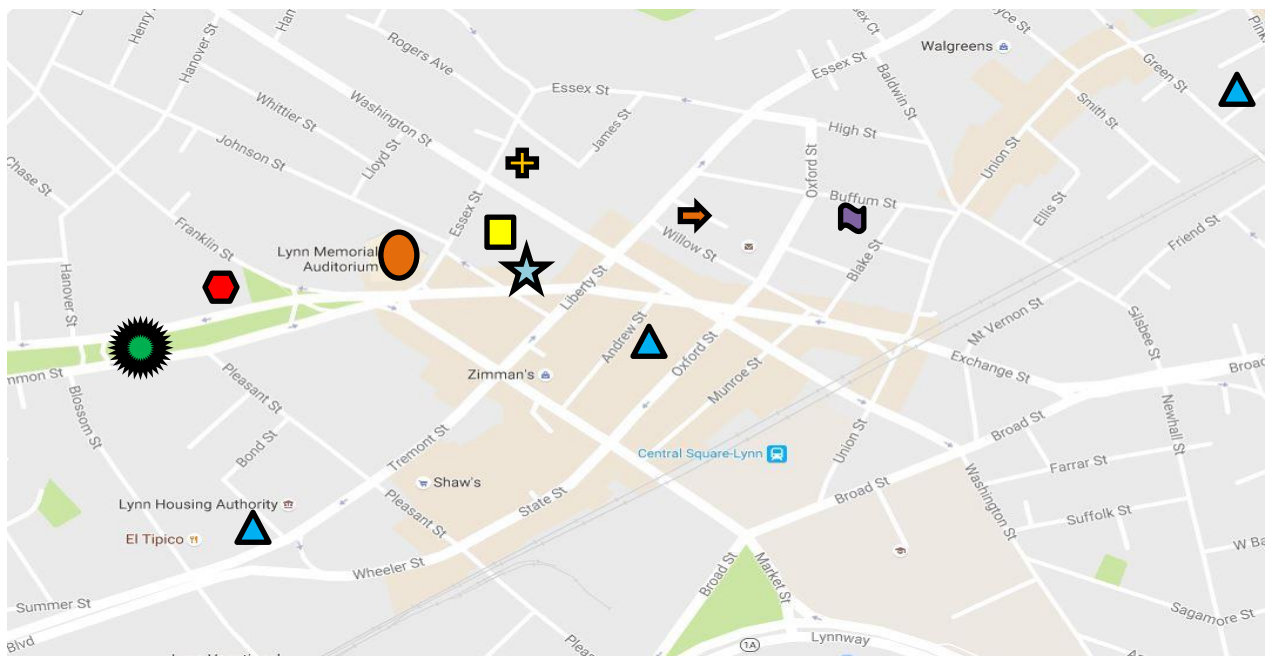 Henry
Hanover St
Rogers Ave
Essex St
Essex St
Walgreens
Green St
Baldwin St
Whittier St
Washington St
James St
High St
Smith St
Johnson St
Lloyd St
Oxford St
Union St
Chase St
Essex St
Buffum St
Ellis St
Franklin St
Lynn Memorial
Auditorium
Willow St
Blake St
Friend St
Hanover St
Liberty St
Andrew St
Oxford St
Munroe St
Mt Vernon St
Silsbee St
Exchange St
Zimman's
mmon St
Pleasant St
Blossom St
Bond St
Tremont St
Broad St
Newhall St
Union St
Central Square-Lynn
Farrar St
Shaw's
Broad St
Washington St
Lynn Housing Authority
Pleasant St
State St
Suffolk St
El Tipico
W Ba
Wheeler St
Broad St
Market St
Summer St
Sagamore St
Blvd
1A
Lynnway